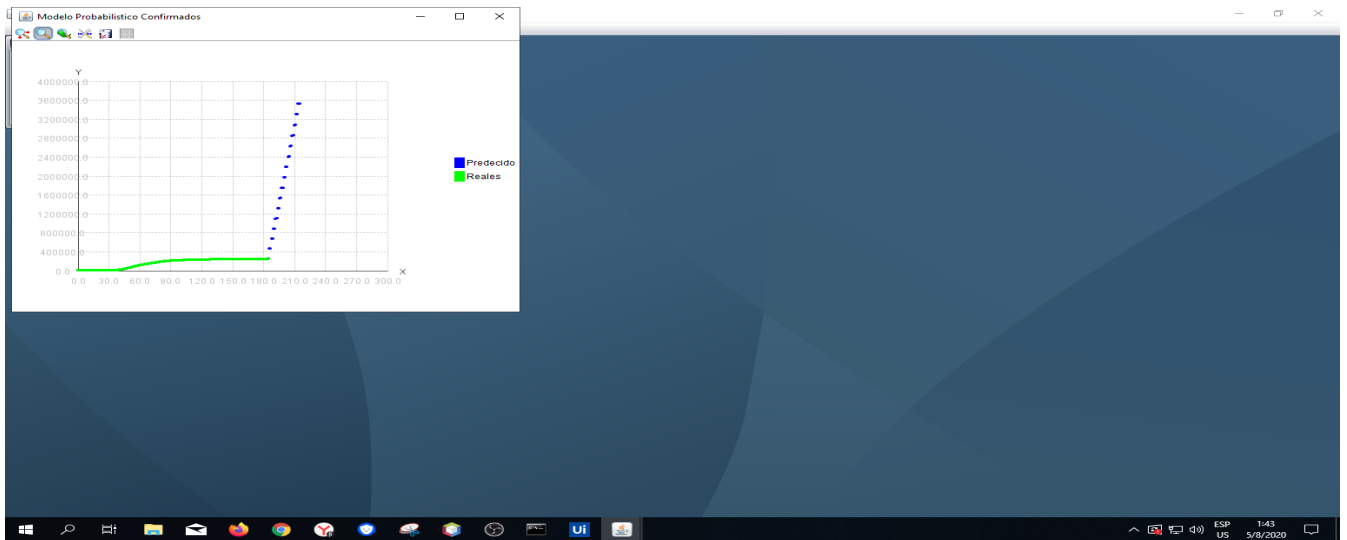 Modelo Probabilistico Confirmados
Y
4000000.0
3600000.0
3200000.0
2800000.0
2400000.0
2000000.0
1600000.0
1200000.0
800000.0
400000.0
0.0
X
0.0 30.0 60.0 90.0 120.0 150.0 180.0 210.0 240.0 270.0 300.0
Predecido
Reales
Ui
ESP
US
1:43
5/8/2020